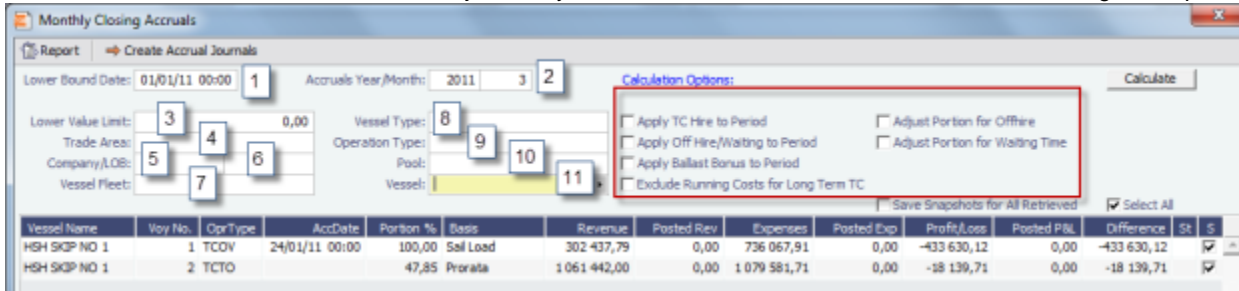 Monthly Closing Accruals
Report Create Accrual Journals
Lower Bound Date: 01/01/11 00:00 1 Accruals Year/Month: 2011 3 2 Calculation Options: Calculate
Lower Value Limit: 3 0,00 Vessel Type: 8 Apply TC Hire to Period Adjust Portion for Offhire
Trade Area: 4 Operation Type: 9 Apply Off Hire/Waiting to Period Adjust Portion for Waiting Time
Company/LOB: 5 6 Pool: 10 Apply Ballast Bonus to Period
Vessel Fleet: 7 Vessel: 11 Exclude Running Costs for Long Term TC
Save Snapshots for All Retrieved Select All
Vessel Name Voy No. OprType AccDate Portion % Basis Revenue Posted Rev Expenses Posted Exp Profit/Loss Posted P&L Difference St S
HSH SKIP NO 1 1 TCOV 24/01/11 00:00 100,00 Sail Load 302 437,79 0,00 736 067,91 0,00 -433 630,12 0,00 -433 630,12
HSH SKIP NO 1 2 TCTO 47,85 Prorata 1 061 442,00 0,00 1 079 581,71 0,00 -18 139,71 0,00 -18 139,71